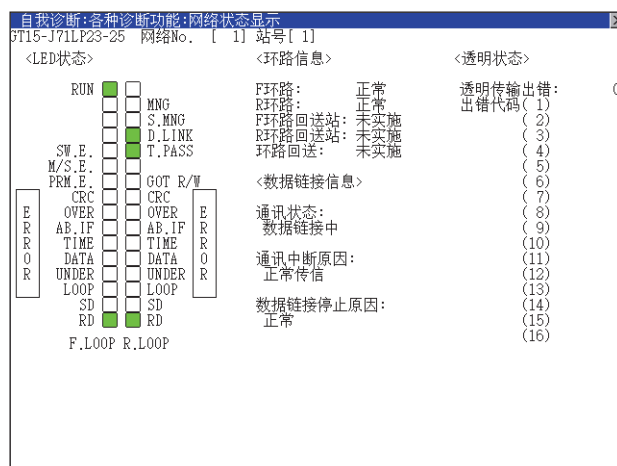 自我诊断:各种诊断功能:网络状态显示
GT15-J71LP23-25 网络No. [ 1] 站号[ 1]
<LED状态> <环路信息> <透明状态>
RUN F环路: 正常 透明传输出错: 0
MNG R环路: 正常 出错代码( 1)
S.MNG F环路回送站: 未实施 ( 2)
D.LINK R环路回送站: 未实施 ( 3)
SW.E. T.PASS 环路回送: 未实施 ( 4)
M/S.E. ( 5)
PRM.E. GOT R/W <数据链接信息> ( 6)
CRC CRC ( 7)
E OVER OVER E 通讯状态: ( 8)
R AB.IF AB.IF R 数据链接中 ( 9)
R TIME TIME R (10)
O DATA DATA O 通讯中断原因: (11)
R UNDER UNDER R 正常传信 (12)
LOOP LOOP (13)
SD SD 数据链接停止原因: (14)
RD RD 正常 (15)
(16)
F.LOOP R.LOOP